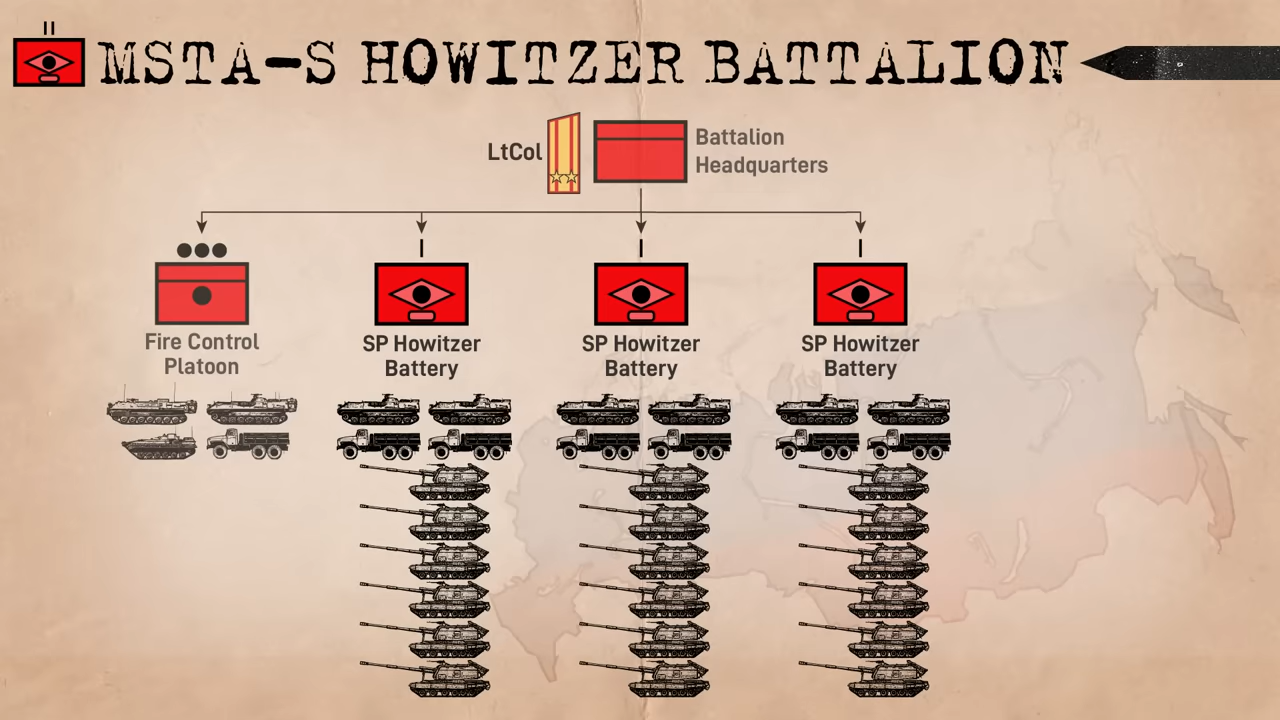 MSTA-S HOWITZER BATTALION
LtCol
Battalion
Headquarters
Fire Control
Platoon
SP Howitzer
Battery
SP Howitzer
Battery
SP Howitzer
Battery